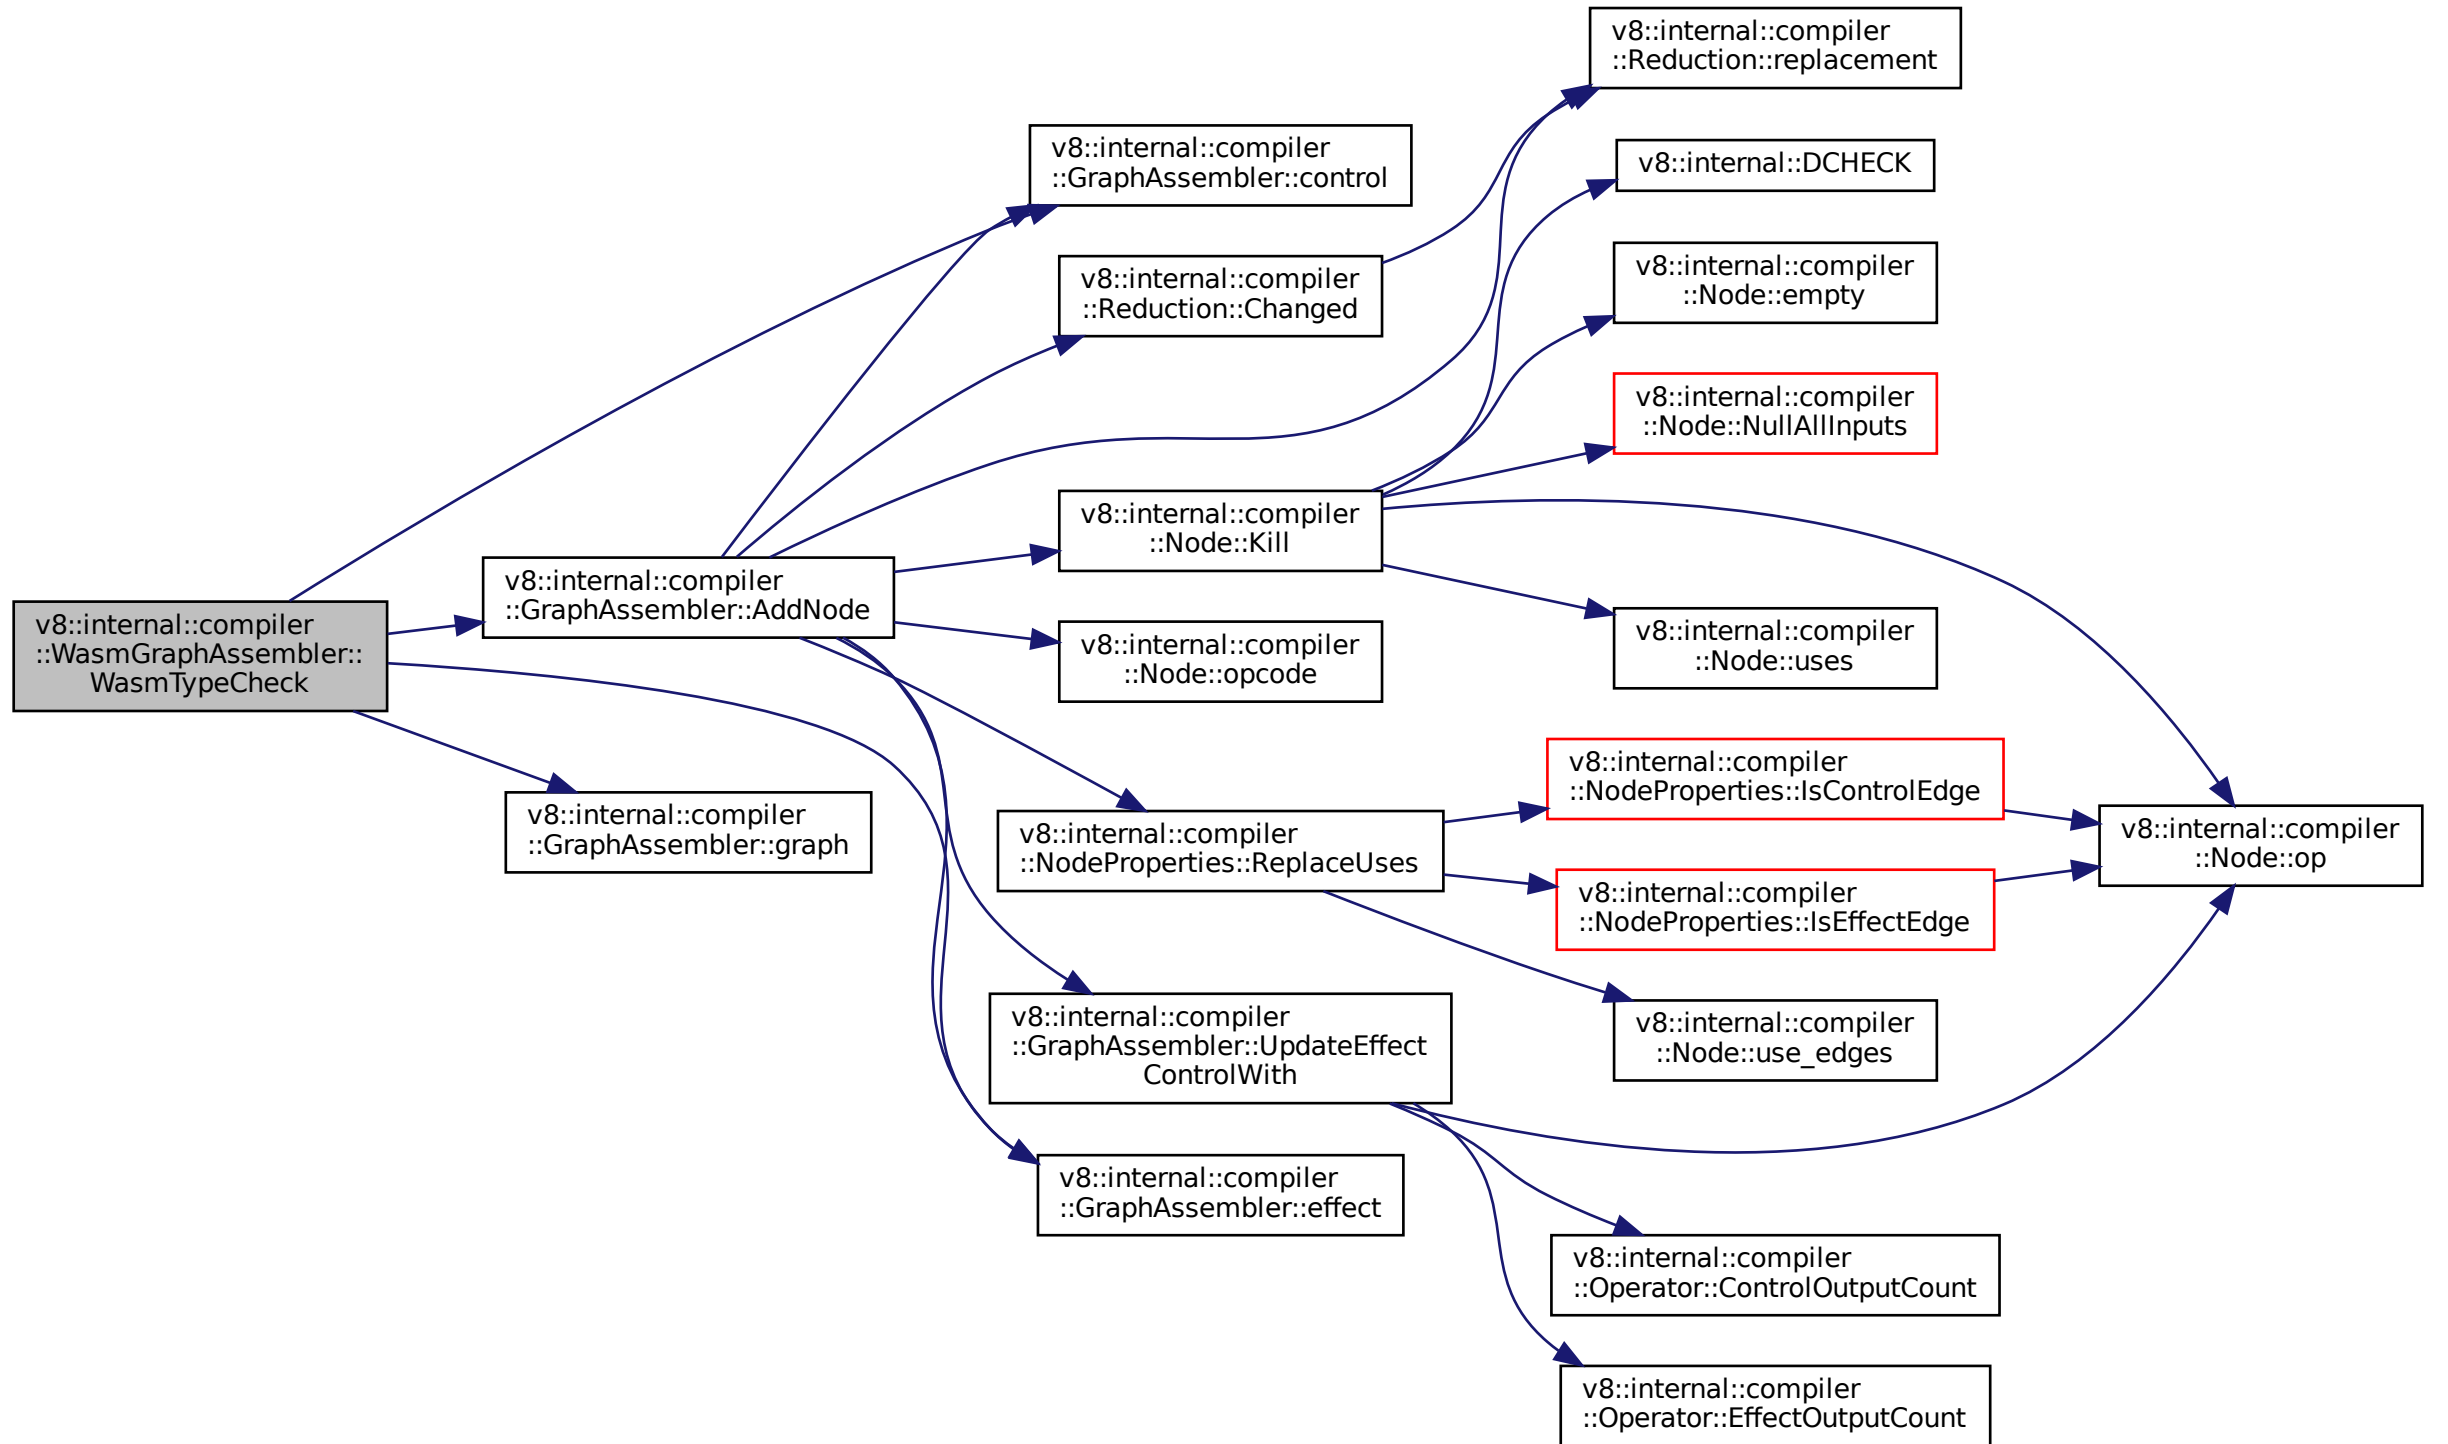 v8::internal::compiler
::Reduction::replacement
v8::internal::compiler
::GraphAssembler::control
v8::internal::DCHECK
v8::internal::compiler
::Node::empty
v8::internal::compiler
::Reduction::Changed
v8::internal::compiler
::Node::NullAllInputs
v8::internal::compiler
::Node::Kill
v8::internal::compiler
::GraphAssembler::AddNode
v8::internal::compiler
::WasmGraphAssembler::
WasmTypeCheck
v8::internal::compiler
::Node::opcode
v8::internal::compiler
::Node::uses
v8::internal::compiler
::NodeProperties::IsControlEdge
v8::internal::compiler
::GraphAssembler::graph
v8::internal::compiler
::NodeProperties::ReplaceUses
v8::internal::compiler
::Node::op
v8::internal::compiler
::NodeProperties::IsEffectEdge
v8::internal::compiler
::GraphAssembler::UpdateEffect
ControlWith
v8::internal::compiler
::Node::use_edges
v8::internal::compiler
::GraphAssembler::effect
v8::internal::compiler
::Operator::ControlOutputCount
v8::internal::compiler
::Operator::EffectOutputCount